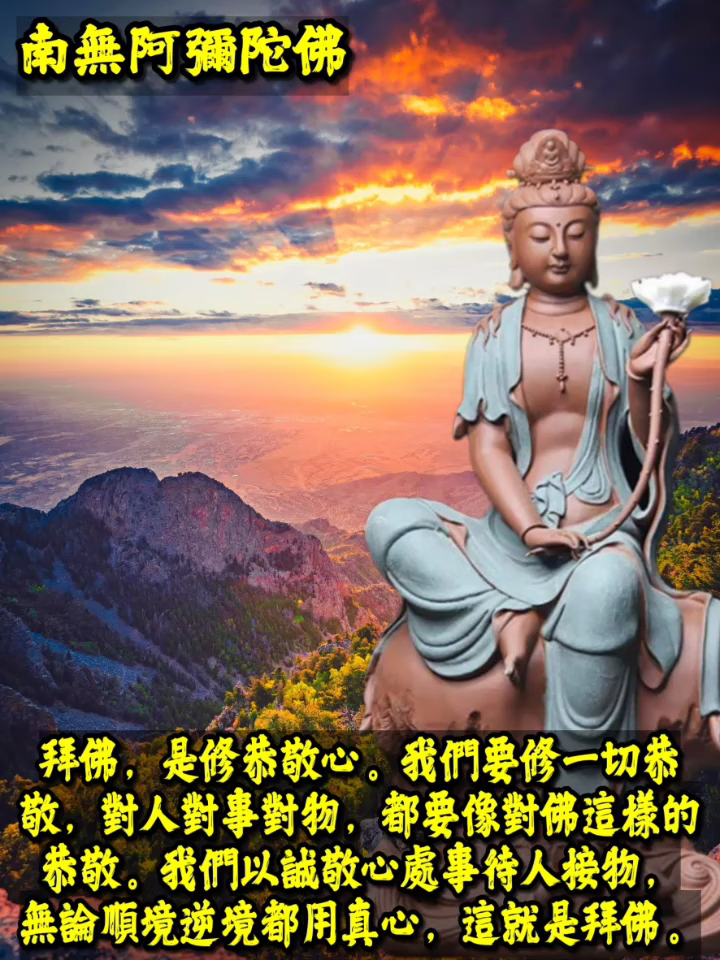 南無阿彌陀佛
拜佛，是修恭敬心。我們要修一切恭
敬，對人對事對物，都要像對佛這樣的
恭敬。我們以誠敬心處事待人接物，
無論順境逆境都用真心，這就是拜佛。